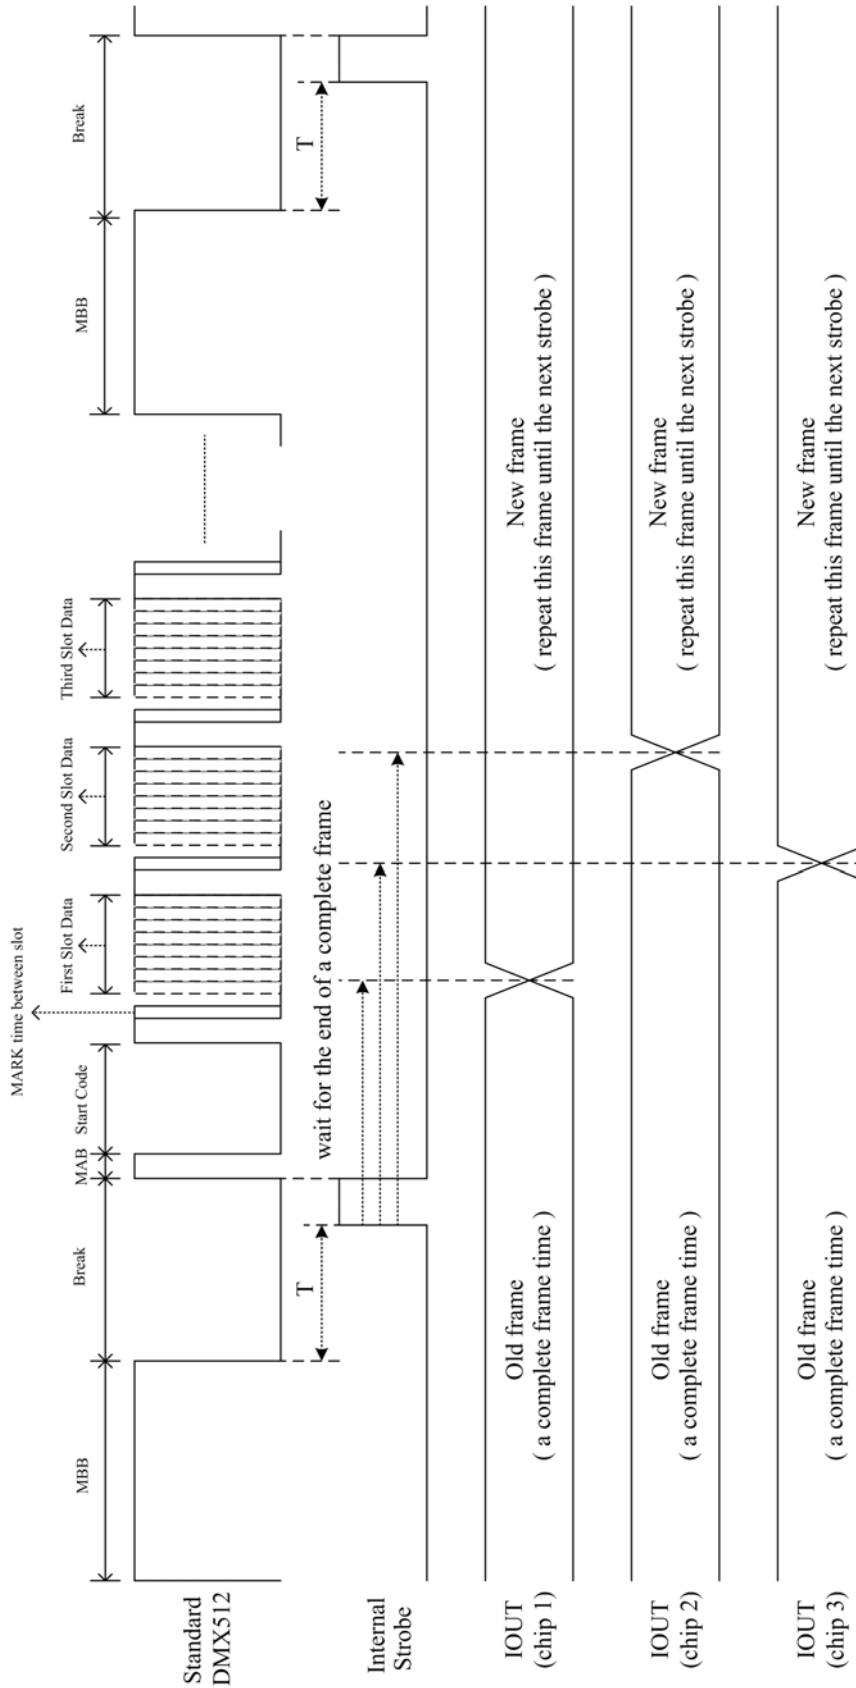 MARK time between slot
MBB
Break
MAB
Start Code
First Slot Data
Second Slot Data
Third Slot Data
MBB
Break
Standard
DMX512
T
wait for the end of a complete frame
T
Internal
Strobe
IOUT
(chip 1)
Old frame
( a complete frame time )
New frame
( repeat this frame until the next strobe )
IOUT
(chip 2)
Old frame
( a complete frame time )
New frame
( repeat this frame until the next strobe )
IOUT
(chip 3)
Old frame
( a complete frame time )
New frame
( repeat this frame until the next strobe )